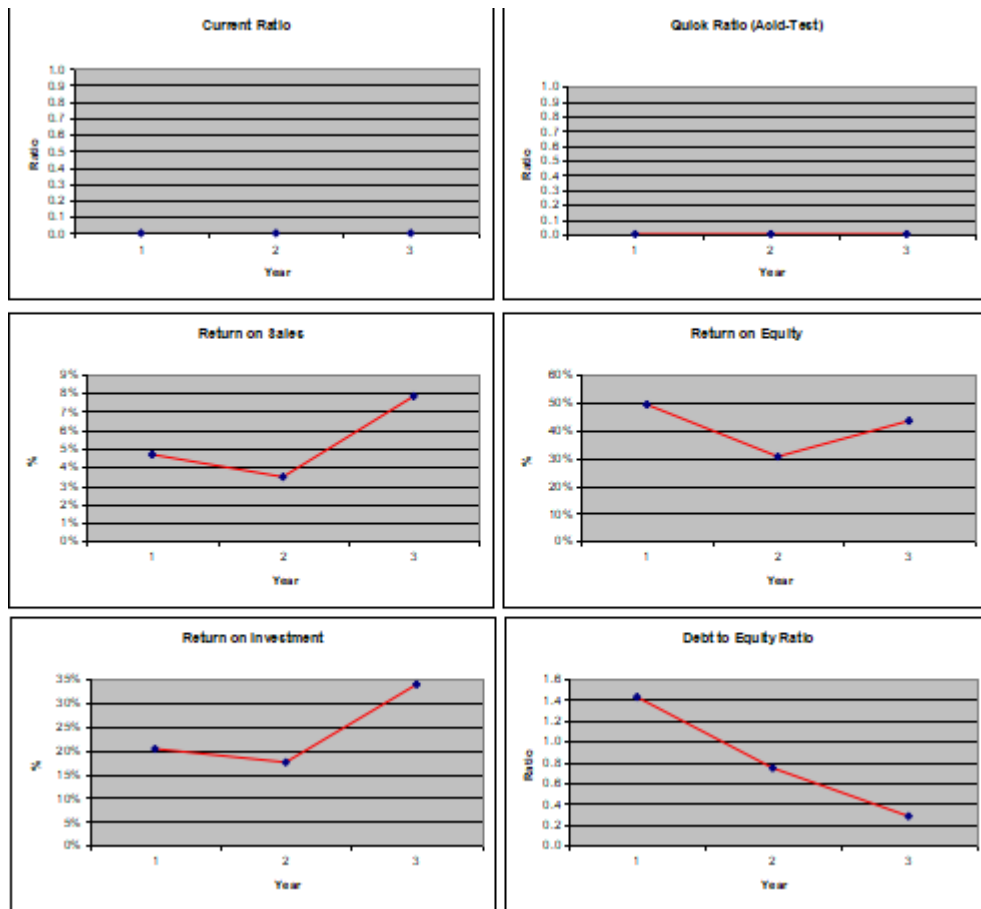 Current Ratio
1.0
0.9
0.8
0.7
0.6
0.5
0.4
0.3
0.2
0.1
0.0
Ratio
1 2 3
Year
Quick Ratio (Acid-Test)
1.0
0.9
0.8
0.7
0.6
0.5
0.4
0.3
0.2
0.1
0.0
Ratio
1 2 3
Year
Return on Sales
9%
8%
7%
6%
5%
4%
3%
2%
1%
0%
%
1 2 3
Year
Return on Equity
60%
50%
40%
30%
20%
10%
0%
%
1 2 3
Year
Return on Investment
35%
30%
25%
20%
15%
10%
5%
0%
%
1 2 3
Year
Debt to Equity Ratio
1.6
1.4
1.2
1.0
0.8
0.6
0.4
0.2
0.0
Ratio
1 2 3
Year